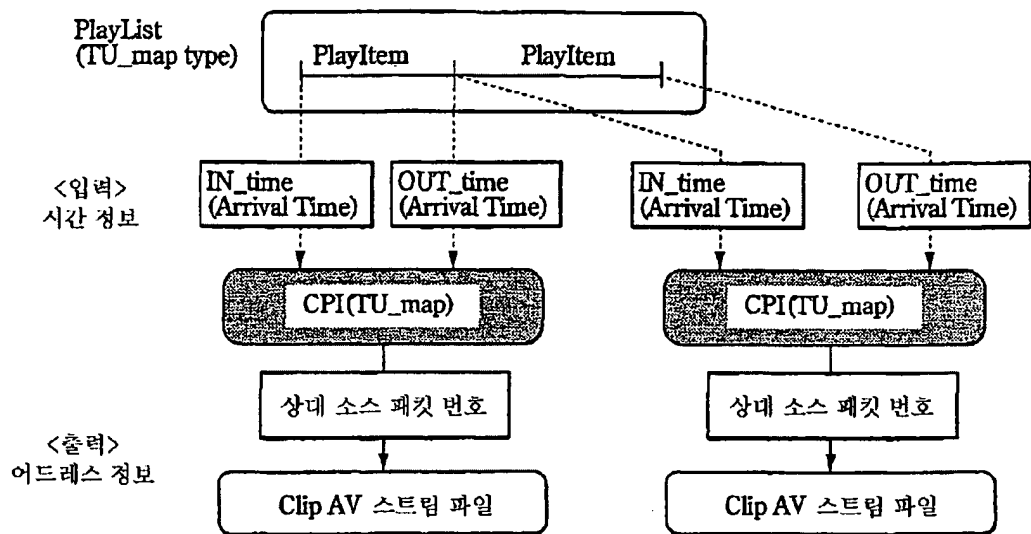 PlayList
(TU_map type)
PlayItem PlayItem
<입력>
시간 정보
IN_time
(Arrival Time)
OUT_time
(Arrival Time)
IN_time
(Arrival Time)
OUT_time
(Arrival Time)
CPI(TU_map)
CPI(TU_map)
상대 소스 패킷 번호
상대 소스 패킷 번호
<출력>
어드레스 정보
Clip AV 스트림 파일
Clip AV 스트림 파일